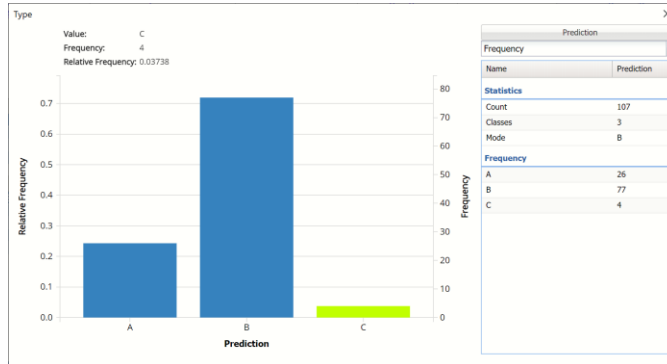 Type X
Value: C
Frequency: 4
Relative Frequency: 0.03738
0.7
0.6
0.5
0.4
0.3
0.2
0.1
0.0
Relative Frequency
80
70
60
50
40
30
20
10
0
Frequency
A B C
Prediction
Prediction
Frequency
Name Prediction
Statistics
Count 107
Classes 3
Mode B
Frequency
A 26
B 77
C 4